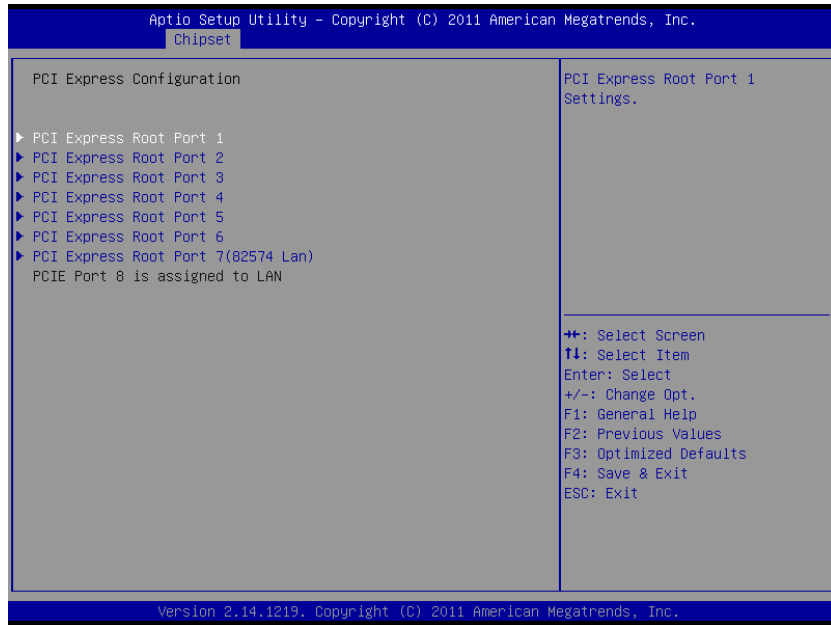 Aptio Setup Utility – Copyright (C) 2011 American Megatrends, Inc.
Chipset
PCI Express Configuration
PCI Express Root Port 1
PCI Express Root Port 2
PCI Express Root Port 3
PCI Express Root Port 4
PCI Express Root Port 5
PCI Express Root Port 6
PCI Express Root Port 7(82574 Lan)
PCIE Port 8 is assigned to LAN
PCI Express Root Port 1
Settings.
→←: Select Screen
↑↓: Select Item
Enter: Select
+/-: Change Opt.
F1: General Help
F2: Previous Values
F3: Optimized Defaults
F4: Save & Exit
ESC: Exit
Version 2.14.1219. Copyright (C) 2011 American Megatrends, Inc.